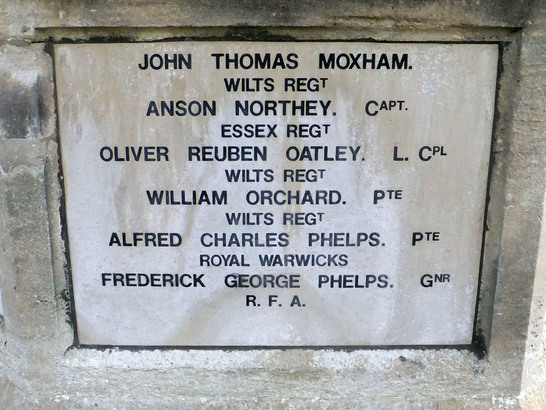 JOHN THOMAS MOXHAM.
WILTS REGT
ANSON NORTHEY. CAPT.
ESSEX REGT
OLIVER REUBEN OATLEY. L. CPL
WILTS REGT
WILLIAM ORCHARD. PTE
WILTS REGT
ALFRED CHARLES PHELPS. PTE
ROYAL WARWICKS
FREDERICK GEORGE PHELPS. GNR
R. F. A.